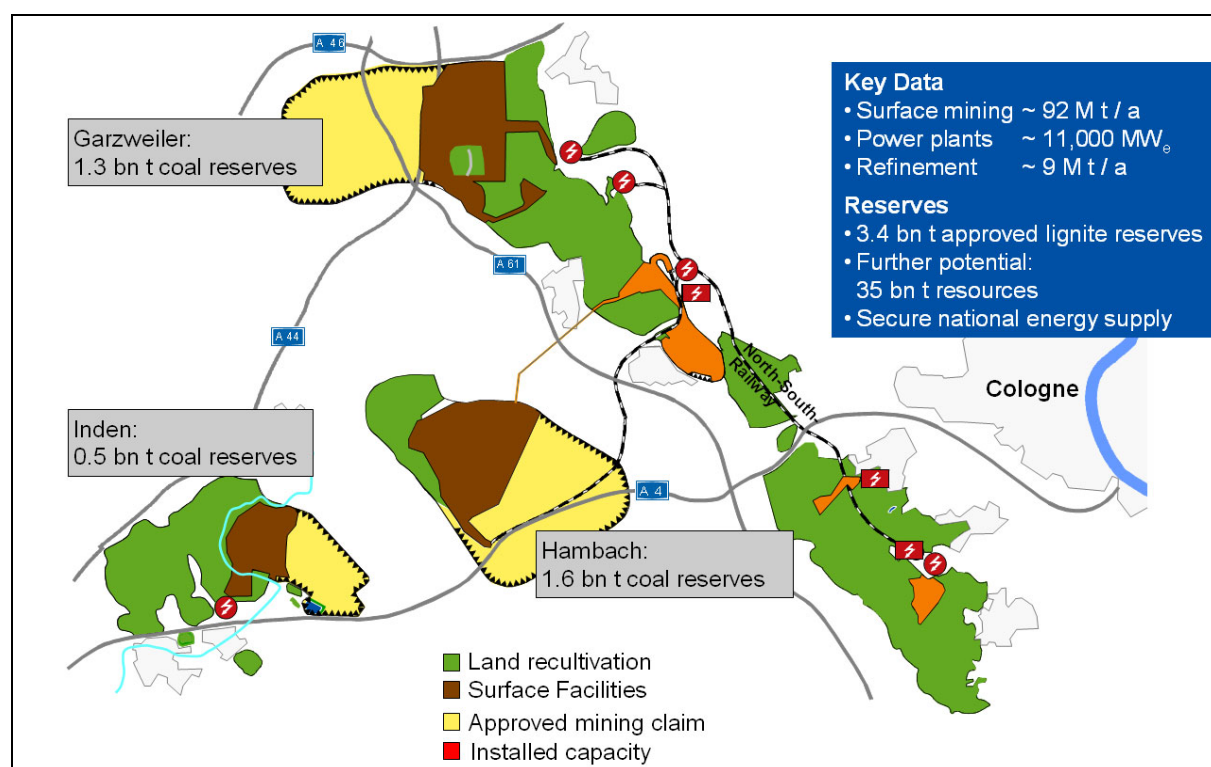 A 46
Key Data
• Surface mining ~ 92 M t / a
• Power plants ~ 11,000 MWe
• Refinement ~ 9 M t / a
Reserves
• 3.4 bn t approved lignite reserves
• Further potential:
35 bn t resources
• Secure national energy supply
Garzweiler:
1.3 bn t coal reserves
A 61
A 44
North-South
Railway
Cologne
Inden:
0.5 bn t coal reserves
A 4
Hambach:
1.6 bn t coal reserves
Land recultivation
Surface Facilities
Approved mining claim
Installed capacity